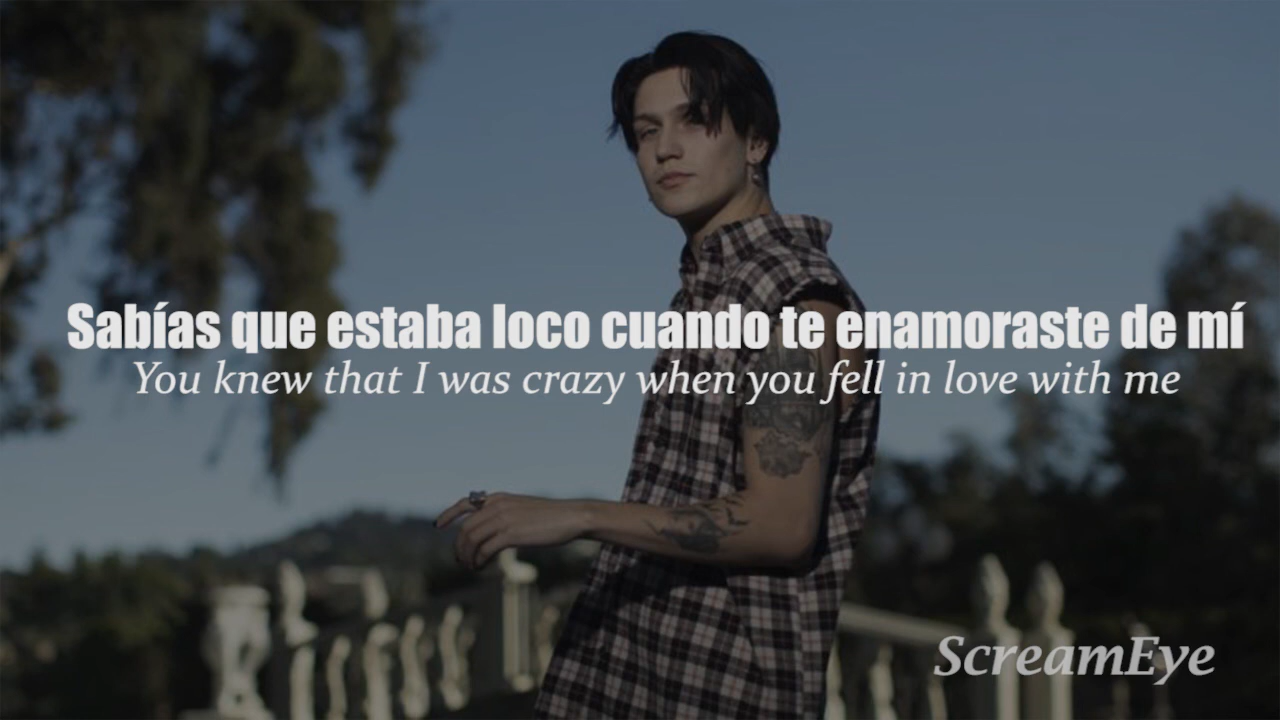 Sabías que estaba loco cuando te enamoraste de mí
You knew that I was crazy when you fell in love with me
ScreamEye